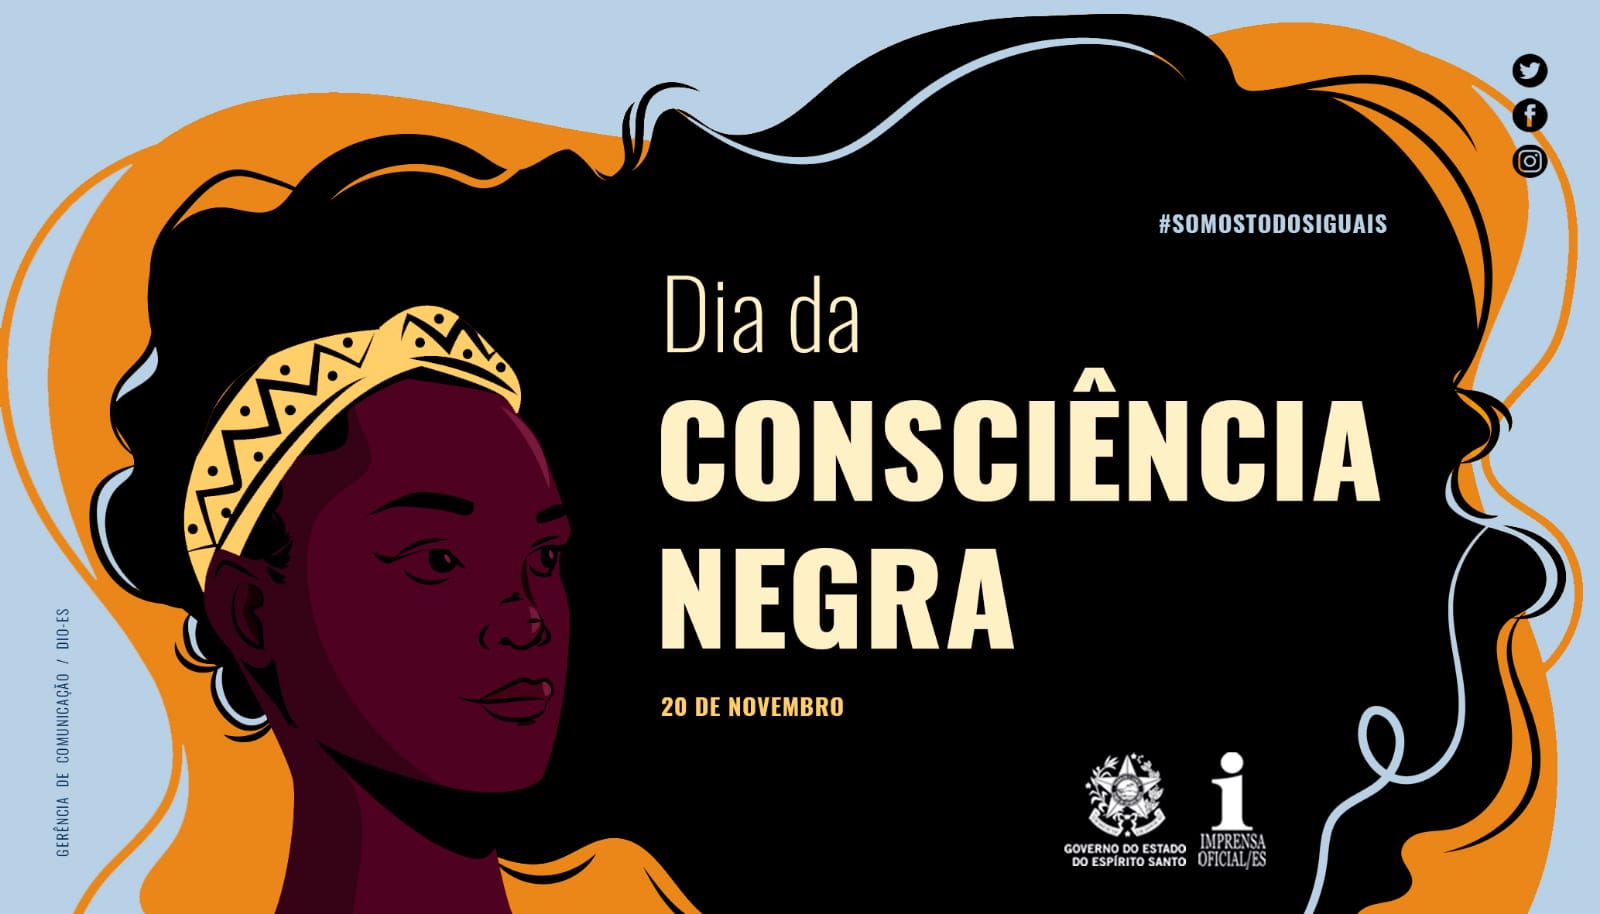 #SOMOSTODOSIGUAIS
Dia da
CONSCIÊNCIA
NEGRA
20 DE NOVEMBRO
GOVERNO DO ESTADO
DO ESPÍRITO SANTO
IMPRENSA
OFICIAL/ES
GERÊNCIA DE COMUNICAÇÃO / DIO-ES